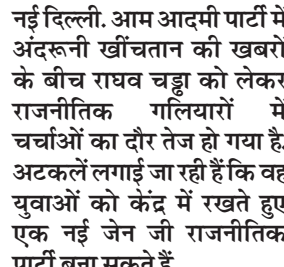 नई दिल्ली. आम आदमी पार्टी में
अंदरूनी खींचतान की खबरों
के बीच राघव चड्ढा को लेकर
राजनीतिक गलियारों में
चर्चाओं का दौर तेज हो गया है.
अटकलें लगाई जा रही हैं कि वह
युवाओं को केंद्र में रखते हुए
एक नई जेन जी राजनीतिक
पार्टी बना सकते हैं